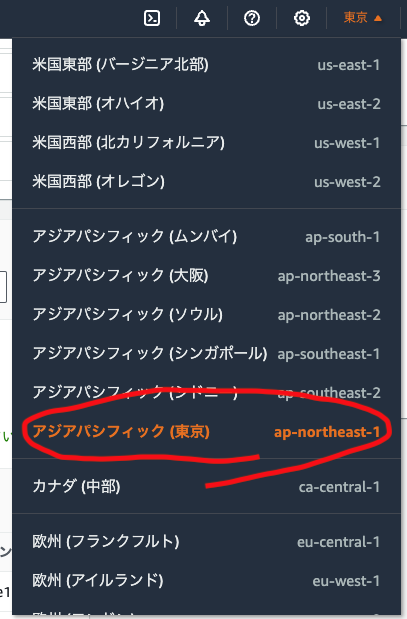 東京 ▲
米国東部 (バージニア北部) us-east-1
米国東部 (オハイオ) us-east-2
米国西部 (北カリフォルニア) us-west-1
米国西部 (オレゴン) us-west-2
アジアパシフィック (ムンバイ) ap-south-1
アジアパシフィック (大阪) ap-northeast-3
アジアパシフィック (ソウル) ap-northeast-2
アジアパシフィック (シンガポール) ap-southeast-1
アジアパシフィック (シドニー) ap-southeast-2
アジアパシフィック (東京) ap-northeast-1
カナダ (中部) ca-central-1
欧州 (フランクフルト) eu-central-1
欧州 (アイルランド) eu-west-1